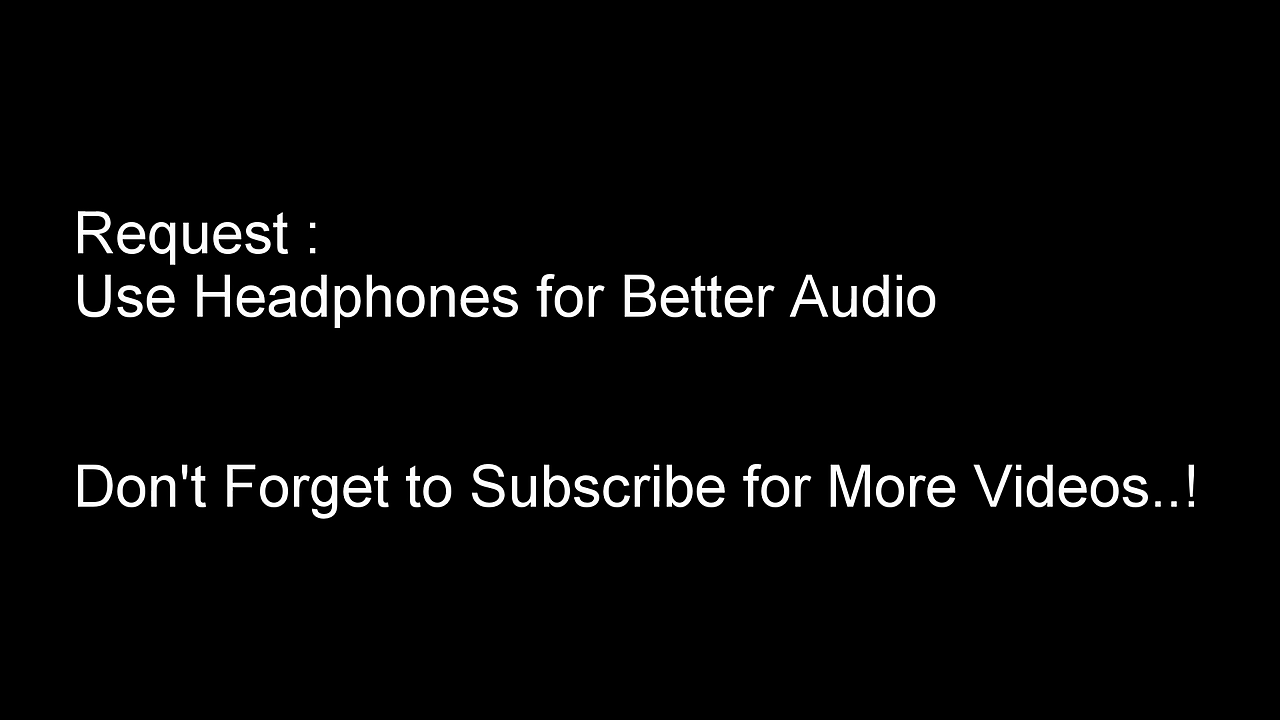 Request :
Use Headphones for Better Audio
Don't Forget to Subscribe for More Videos..!